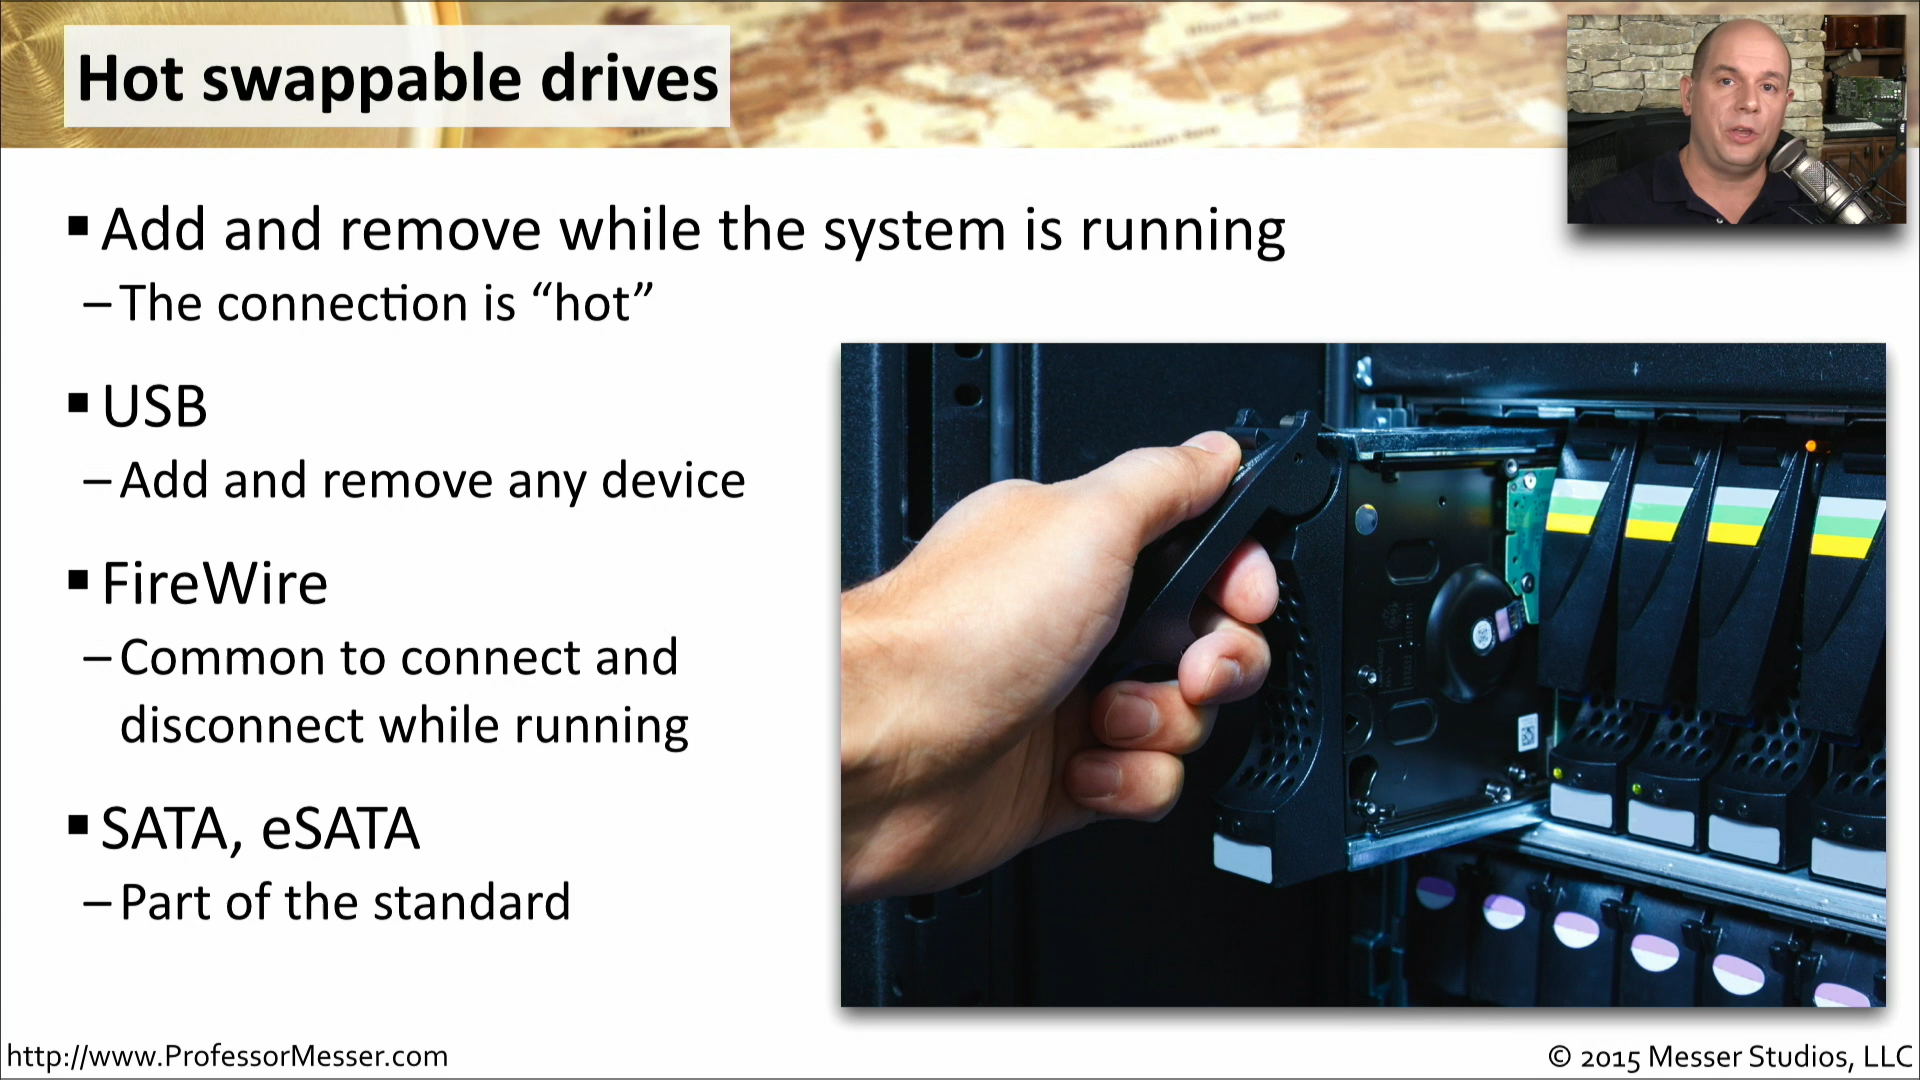 Hot swappable drives
▪ Add and remove while the system is running
– The connection is “hot”
▪ USB
– Add and remove any device
▪ FireWire
– Common to connect and
disconnect while running
▪ SATA, eSATA
– Part of the standard
http://www.ProfessorMesser.com
© 2015 Messer Studios, LLC